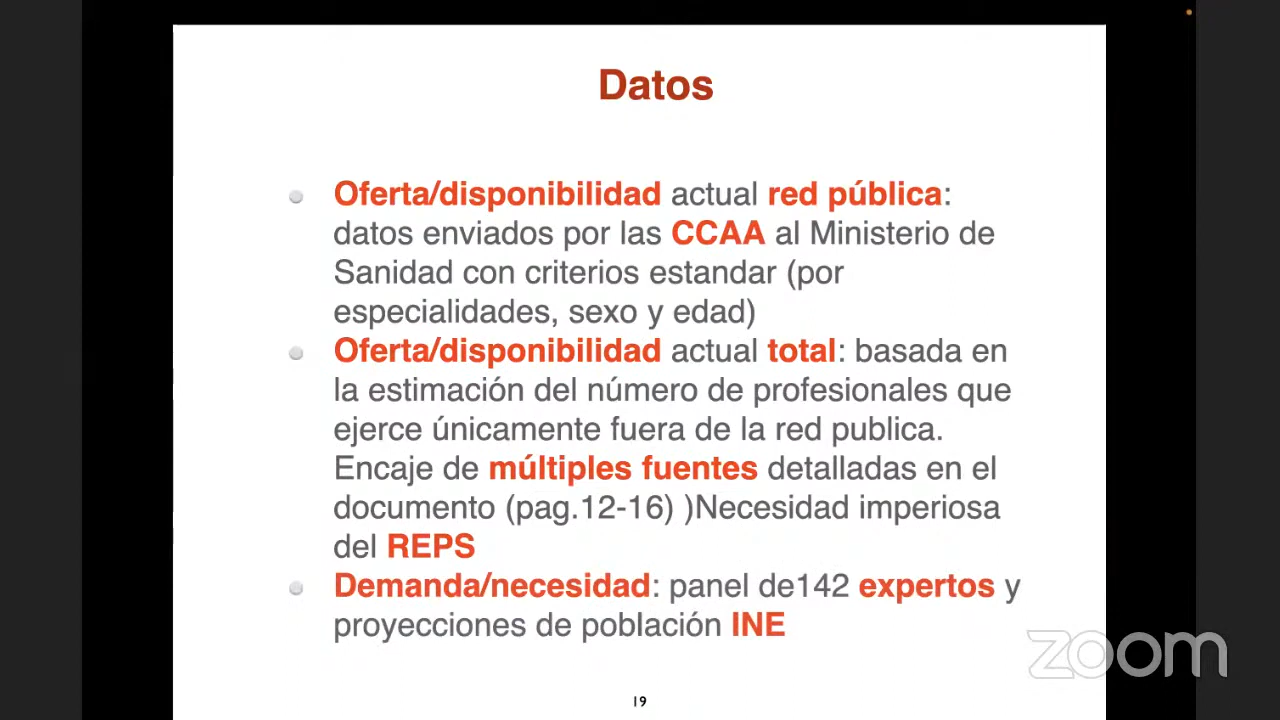 Datos
Oferta/disponibilidad actual red pública:
datos enviados por las CCAA al Ministerio de
Sanidad con criterios estandar (por
especialidades, sexo y edad)
Oferta/disponibilidad actual total: basada en
la estimación del número de profesionales que
ejerce únicamente fuera de la red publica.
Encaje de múltiples fuentes detalladas en el
documento (pag.12-16) )Necesidad imperiosa
del REPS
Demanda/necesidad: panel de142 expertos y
proyecciones de población INE
zoom
19